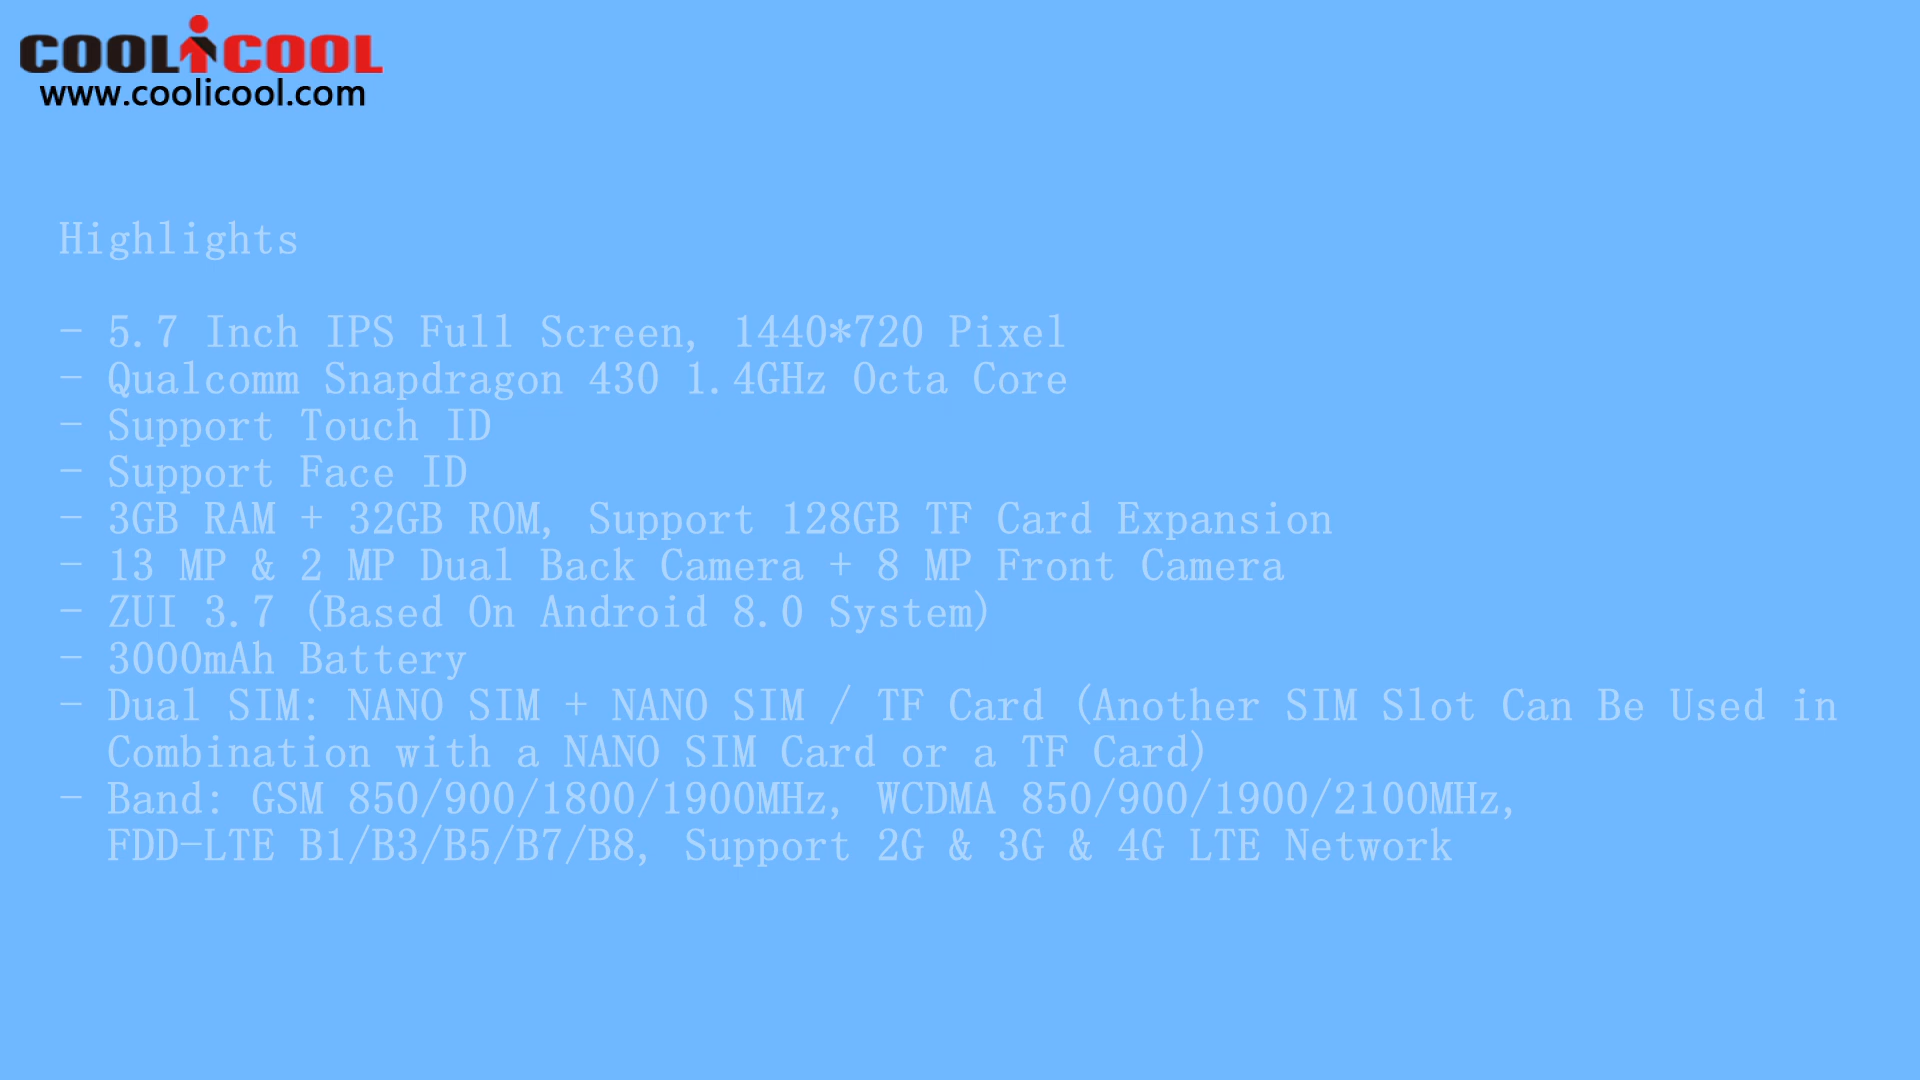 COOLiCOOL
www.coolicool.com
Highlights
- 5.7 Inch IPS Full Screen, 1440*720 Pixel
- Qualcomm Snapdragon 430 1.4GHz Octa Core
- Support Touch ID
- Support Face ID
- 3GB RAM + 32GB ROM, Support 128GB TF Card Expansion
- 13 MP & 2 MP Dual Back Camera + 8 MP Front Camera
- ZUI 3.7 (Based On Android 8.0 System)
- 3000mAh Battery
- Dual SIM: NANO SIM + NANO SIM / TF Card (Another SIM Slot Can Be Used in
Combination with a NANO SIM Card or a TF Card)
- Band: GSM 850/900/1800/1900MHz, WCDMA 850/900/1900/2100MHz,
FDD-LTE B1/B3/B5/B7/B8, Support 2G & 3G & 4G LTE Network